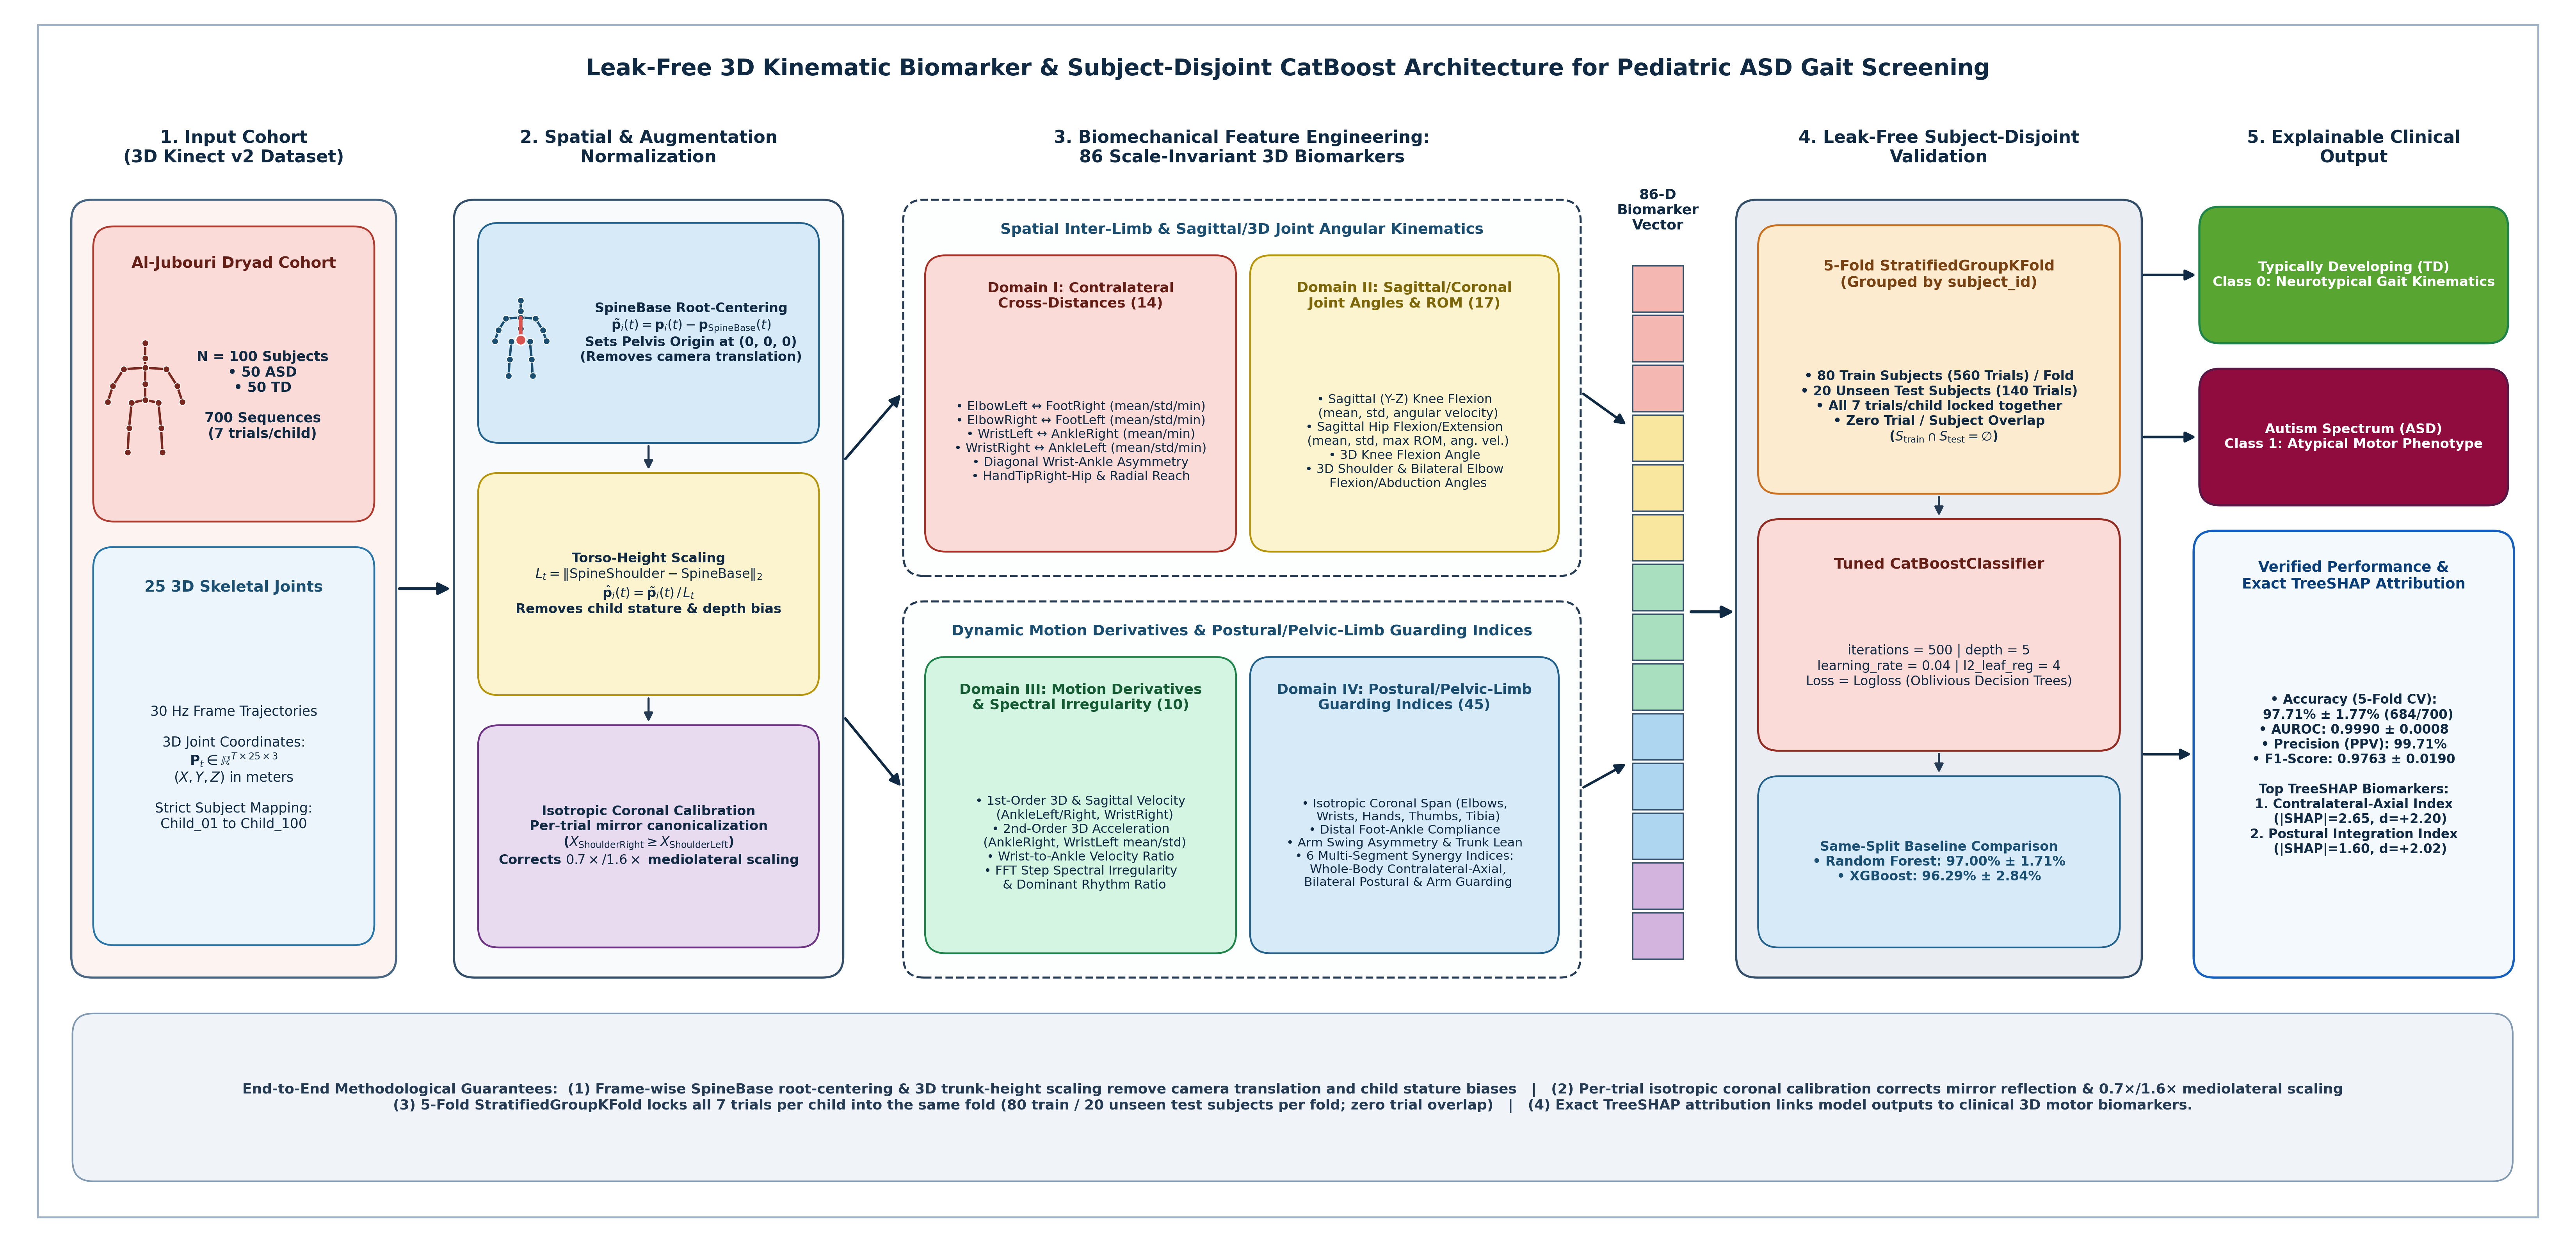 Leak-Free 3D Kinematic Biomarker & Subject-Disjoint CatBoost Architecture for Pediatric ASD Gait Screening
1. Input Cohort
(3D Kinect v2 Dataset)
Al-Jubouri Dryad Cohort
N = 100 Subjects
• 50 ASD
• 50 TD
700 Sequences
(7 trials/child)
25 3D Skeletal Joints
30 Hz Frame Trajectories
3D Joint Coordinates:
𝐏ₜ ∈ ℝ^{T×25×3}
(X, Y, Z) in meters
Strict Subject Mapping:
Child_01 to Child_100
2. Spatial & Augmentation
Normalization
SpineBase Root-Centering
p̃ᵢ(t) = pᵢ(t) − p_SpineBase(t)
Sets Pelvis Origin at (0, 0, 0)
(Removes camera translation)
Torso-Height Scaling
Lₜ = ‖SpineShoulder − SpineBase‖₂
p̂ᵢ(t) = p̃ᵢ(t) / Lₜ
Removes child stature & depth bias
Isotropic Coronal Calibration
Per-trial mirror canonicalization
(X_ShoulderRight ≥ X_ShoulderLeft)
Corrects 0.7 × /1.6 × mediolateral scaling
3. Biomechanical Feature Engineering:
86 Scale-Invariant 3D Biomarkers
Spatial Inter-Limb & Sagittal/3D Joint Angular Kinematics
Domain I: Contralateral
Cross-Distances (14)
• ElbowLeft ↔ FootRight (mean/std/min)
• ElbowRight ↔ FootLeft (mean/std/min)
• WristLeft ↔ AnkleRight (mean/min)
• WristRight ↔ AnkleLeft (mean/std/min)
• Diagonal Wrist-Ankle Asymmetry
• HandTipRight-Hip & Radial Reach
Domain II: Sagittal/Coronal
Joint Angles & ROM (17)
• Sagittal (Y-Z) Knee Flexion
(mean, std, angular velocity)
• Sagittal Hip Flexion/Extension
(mean, std, max ROM, ang. vel.)
• 3D Knee Flexion Angle
• 3D Shoulder & Bilateral Elbow
Flexion/Abduction Angles
Dynamic Motion Derivatives & Postural/Pelvic-Limb Guarding Indices
Domain III: Motion Derivatives
& Spectral Irregularity (10)
• 1st-Order 3D & Sagittal Velocity
(AnkleLeft/Right, WristRight)
• 2nd-Order 3D Acceleration
(AnkleRight, WristLeft mean/std)
• Wrist-to-Ankle Velocity Ratio
• FFT Step Spectral Irregularity
& Dominant Rhythm Ratio
Domain IV: Postural/Pelvic-Limb
Guarding Indices (45)
• Isotropic Coronal Span (Elbows,
Wrists, Hands, Thumbs, Tibia)
• Distal Foot-Ankle Compliance
• Arm Swing Asymmetry & Trunk Lean
• 6 Multi-Segment Synergy Indices:
Whole-Body Contralateral-Axial,
Bilateral Postural & Arm Guarding
86-D
Biomarker
Vector
4. Leak-Free Subject-Disjoint
Validation
5-Fold StratifiedGroupKFold
(Grouped by subject_id)
• 80 Train Subjects (560 Trials) / Fold
• 20 Unseen Test Subjects (140 Trials)
• All 7 trials/child locked together
• Zero Trial / Subject Overlap
(S_train ∩ S_test = ∅)
Tuned CatBoostClassifier
iterations = 500 | depth = 5
learning_rate = 0.04 | l2_leaf_reg = 4
Loss = Logloss (Oblivious Decision Trees)
Same-Split Baseline Comparison
• Random Forest: 97.00% ± 1.71%
• XGBoost: 96.29% ± 2.84%
5. Explainable Clinical
Output
Typically Developing (TD)
Class 0: Neurotypical Gait Kinematics
Autism Spectrum (ASD)
Class 1: Atypical Motor Phenotype
Verified Performance &
Exact TreeSHAP Attribution
• Accuracy (5-Fold CV):
97.71% ± 1.77% (684/700)
• AUROC: 0.9990 ± 0.0008
• Precision (PPV): 99.71%
• F1-Score: 0.9763 ± 0.0190
Top TreeSHAP Biomarkers:
1. Contralateral-Axial Index
(|SHAP|=2.65, d=+2.20)
2. Postural Integration Index
(|SHAP|=1.60, d=+2.02)
End-to-End Methodological Guarantees: (1) Frame-wise SpineBase root-centering & 3D trunk-height scaling remove camera translation and child stature biases | (2) Per-trial isotropic coronal calibration corrects mirror reflection & 0.7×/1.6× mediolateral scaling
(3) 5-Fold StratifiedGroupKFold locks all 7 trials per child into the same fold (80 train / 20 unseen test subjects per fold; zero trial overlap) | (4) Exact TreeSHAP attribution links model outputs to clinical 3D motor biomarkers.